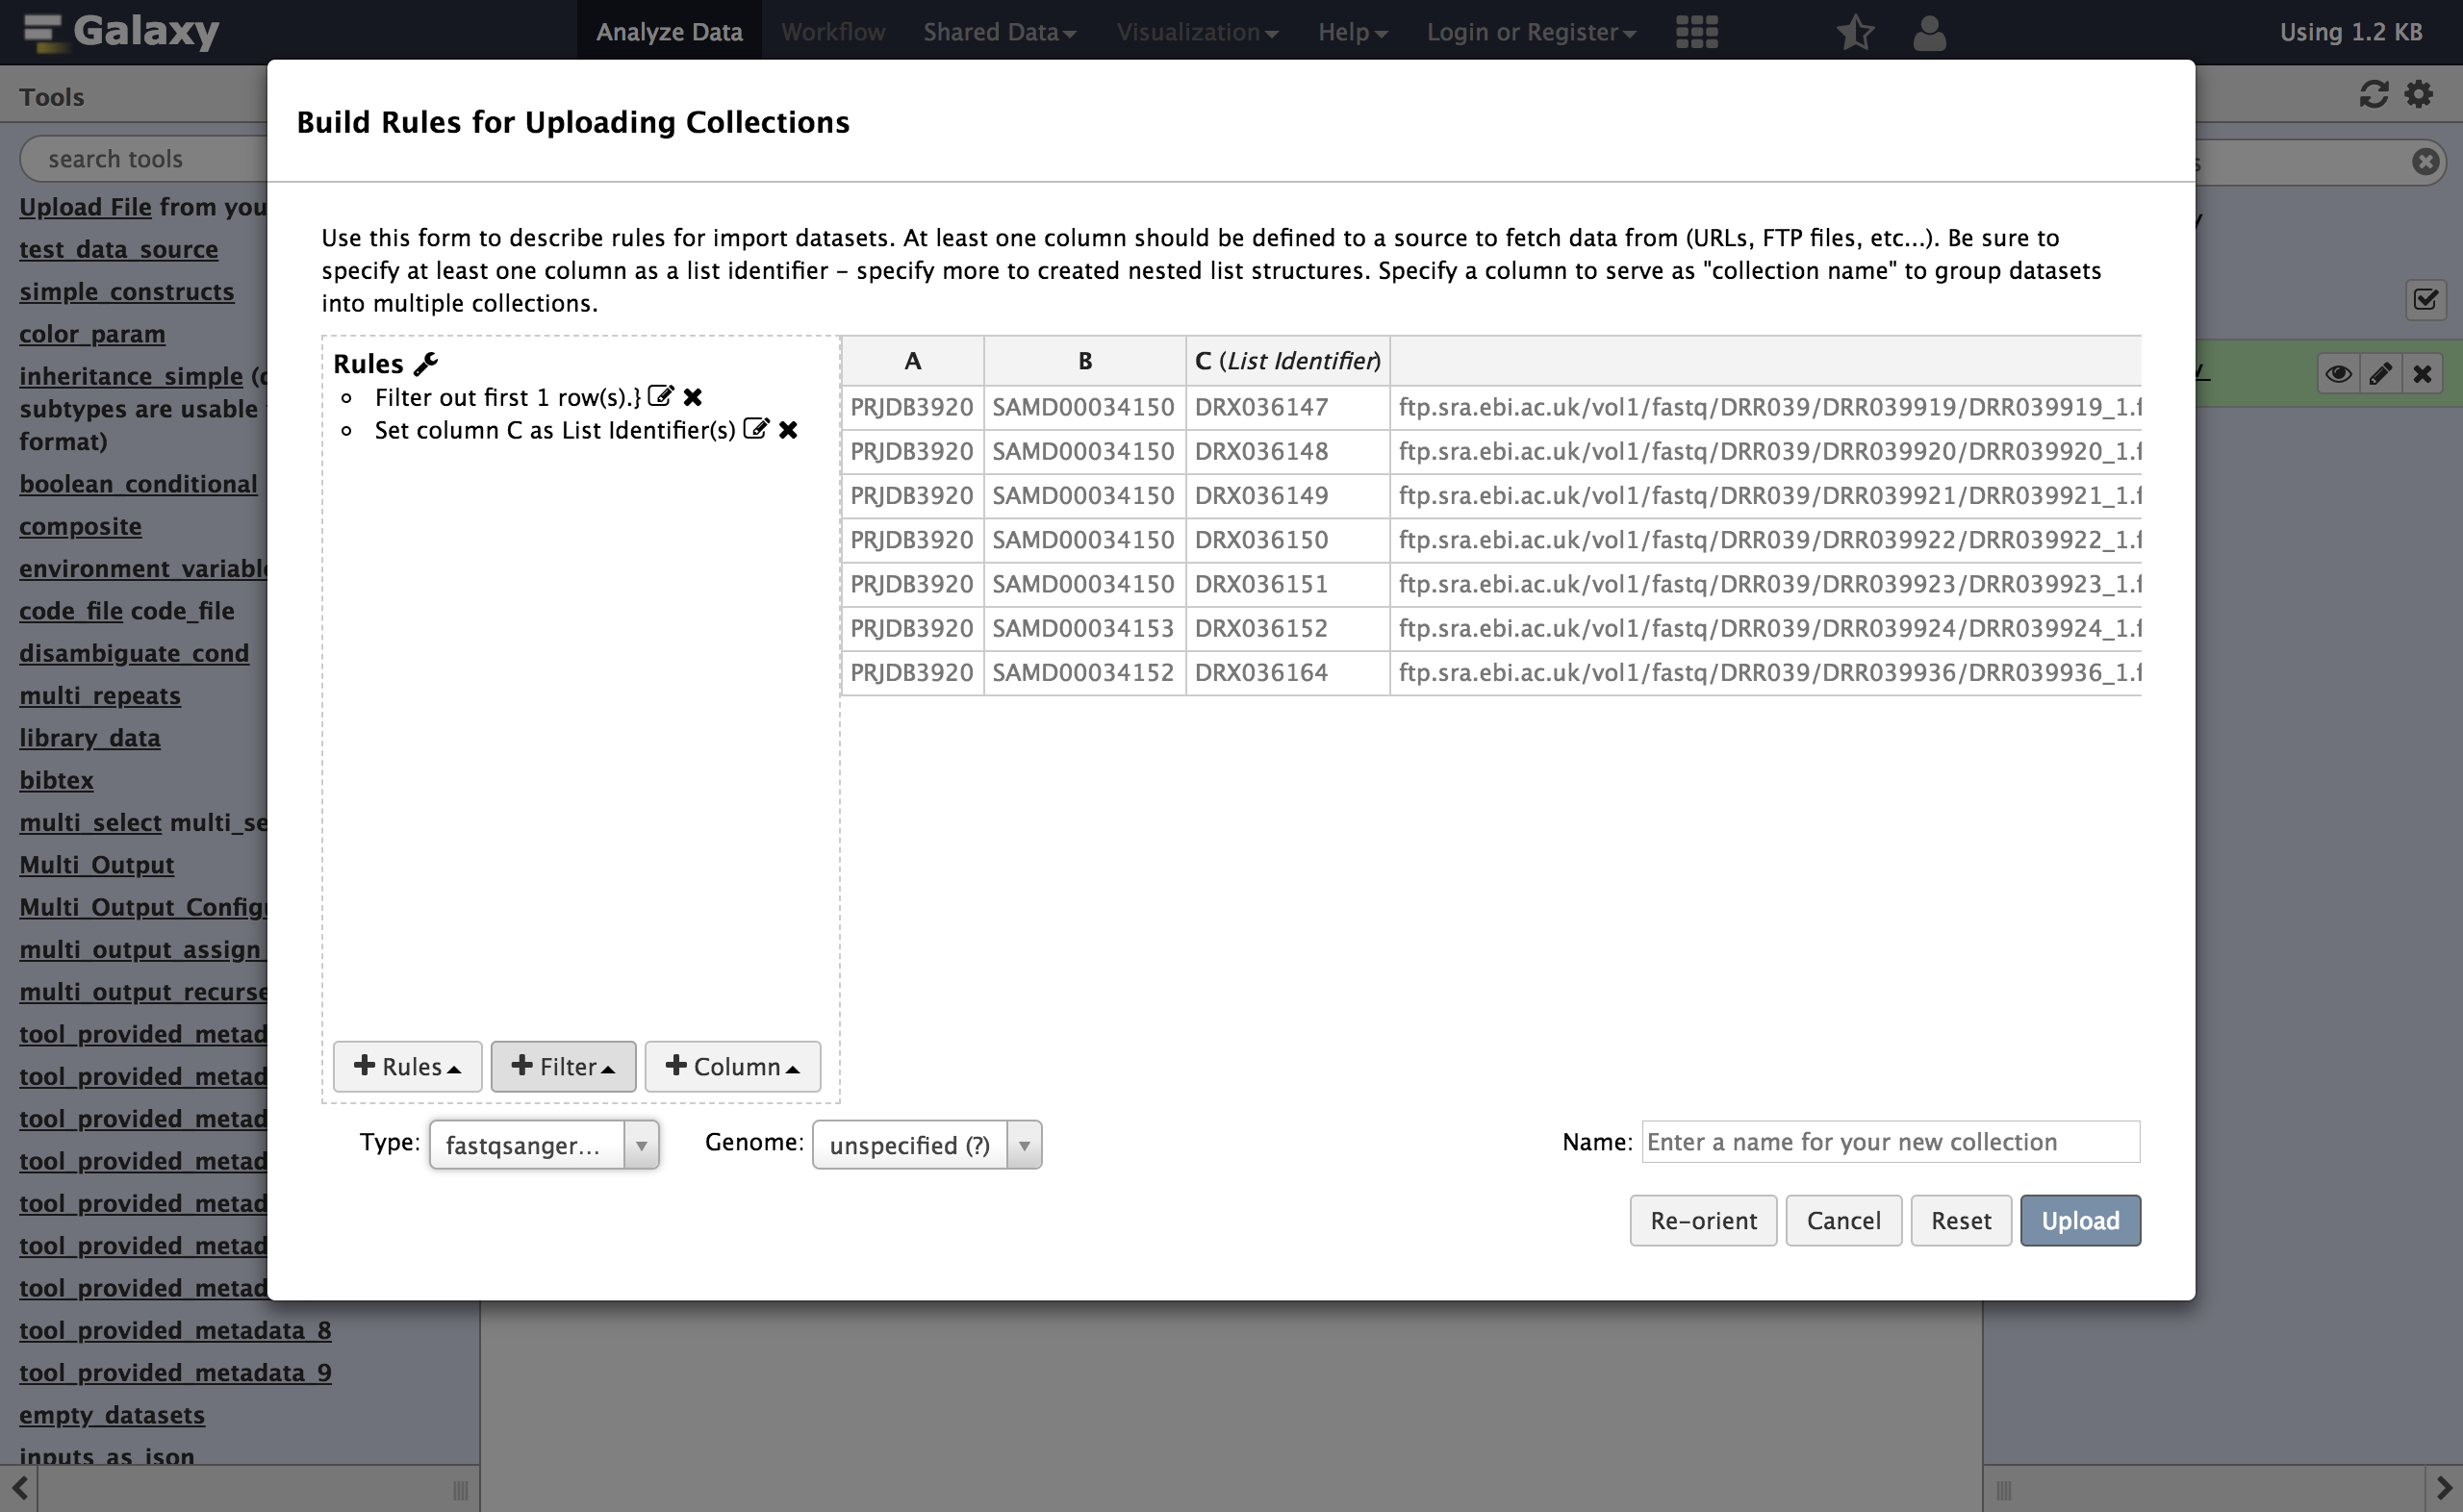 Galaxy
Analyze Data
Workflow
Shared Data
Visualization
Help
Login or Register
Using 1.2 KB
Tools
search tools
Upload File from you
test_data_source
simple_constructs
color_param
inheritance_simple (
subtypes are usable
format)
boolean_conditional
composite
environment_variabl
code_file code_file
disambiguate_cond
multi_repeats
library_data
bibtex
multi_select multi_se
Multi_Output
Multi_Output_Config
multi_output_assign_
multi_output_recurse
tool_provided_metad
tool_provided_metad
tool_provided_metad
tool_provided_metad
tool_provided_metad
tool_provided_metad
tool_provided_metad
tool_provided_metadata_8
tool_provided_metadata_9
empty_datasets
inputs_as_json
Build Rules for Uploading Collections
Use this form to describe rules for import datasets. At least one column should be defined to a source to fetch data from (URLs, FTP files, etc...). Be sure to
specify at least one column as a list identifier - specify more to created nested list structures. Specify a column to serve as "collection name" to group datasets
into multiple collections.
Rules
Filter out first 1 row(s).}
Set column C as List Identifier(s)
A B C (List Identifier)
PRJDB3920 SAMD00034150 DRX036147 ftp.sra.ebi.ac.uk/vol1/fastq/DRR039/DRR039919/DRR039919_1.f
PRJDB3920 SAMD00034150 DRX036148 ftp.sra.ebi.ac.uk/vol1/fastq/DRR039/DRR039920/DRR039920_1.f
PRJDB3920 SAMD00034150 DRX036149 ftp.sra.ebi.ac.uk/vol1/fastq/DRR039/DRR039921/DRR039921_1.f
PRJDB3920 SAMD00034150 DRX036150 ftp.sra.ebi.ac.uk/vol1/fastq/DRR039/DRR039922/DRR039922_1.f
PRJDB3920 SAMD00034150 DRX036151 ftp.sra.ebi.ac.uk/vol1/fastq/DRR039/DRR039923/DRR039923_1.f
PRJDB3920 SAMD00034153 DRX036152 ftp.sra.ebi.ac.uk/vol1/fastq/DRR039/DRR039924/DRR039924_1.f
PRJDB3920 SAMD00034152 DRX036164 ftp.sra.ebi.ac.uk/vol1/fastq/DRR039/DRR039936/DRR039936_1.f
Rules
Filter
Column
Type: fastqsanger... Genome: unspecified (?)
Name: Enter a name for your new collection
Re-orient
Cancel
Reset
Upload